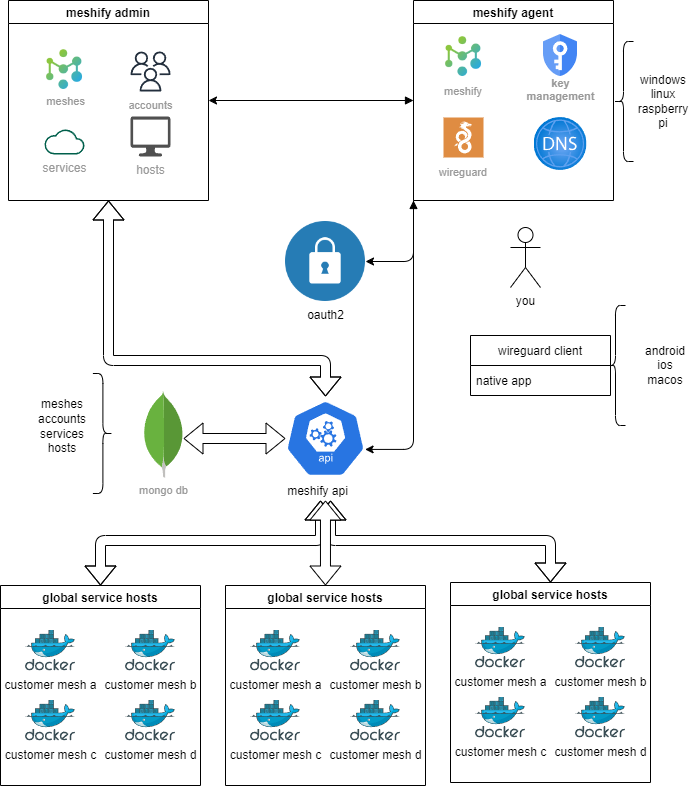 meshify admin
meshes
accounts
services
hosts
meshify agent
meshify
key
management
wireguard
DNS
windows
linux
raspberry
pi
oauth2
you
wireguard client
native app
android
ios
macos
meshes
accounts
services
hosts
mongo db
api
meshify api
global service hosts
docker
docker
customer mesh a
customer mesh b
docker
docker
customer mesh c
customer mesh d
global service hosts
docker
docker
customer mesh a
customer mesh b
docker
docker
customer mesh c
customer mesh d
global service hosts
docker
docker
customer mesh a
customer mesh b
docker
docker
customer mesh c
customer mesh d